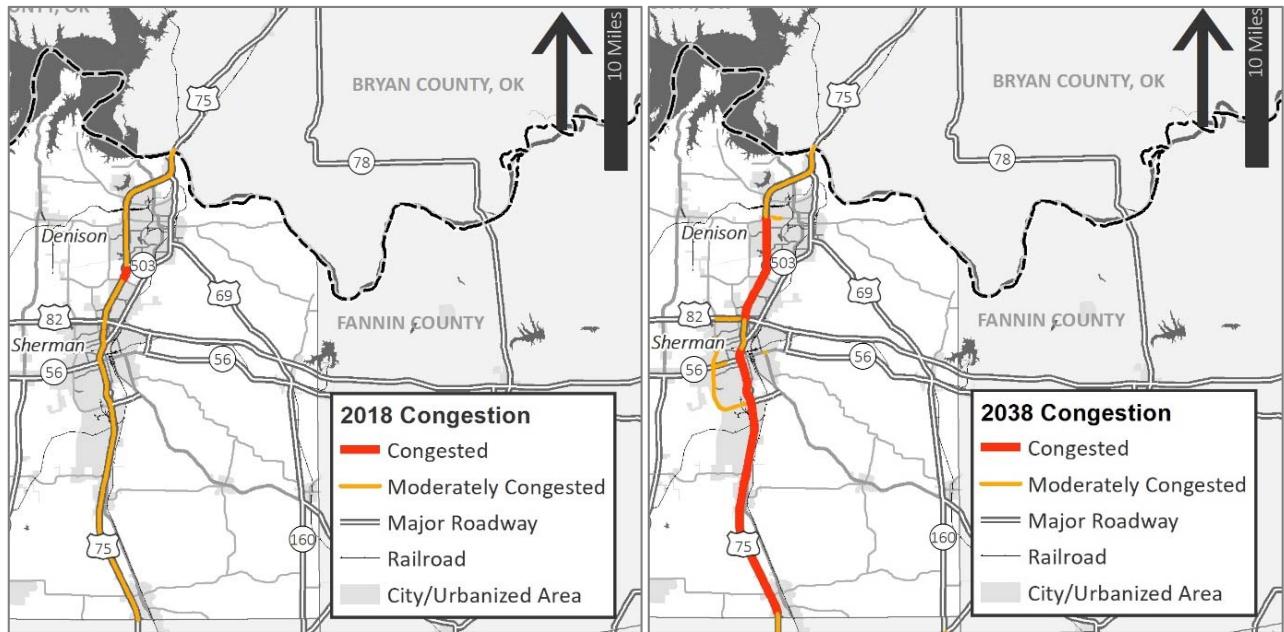 UNTY, OK
75
BRYAN COUNTY, OK
10 Miles
78
Denison
503
69
82
FANNIN COUNTY
Sherman
56
56
2018 Congestion
Congested
Moderately Congested
Major Roadway
Railroad
City/Urbanized Area
75
160
75
BRYAN COUNTY, OK
10 Miles
78
Denison
503
69
82
FANNIN COUNTY
Sherman
56
56
2038 Congestion
Congested
Moderately Congested
Major Roadway
Railroad
City/Urbanized Area
75
160